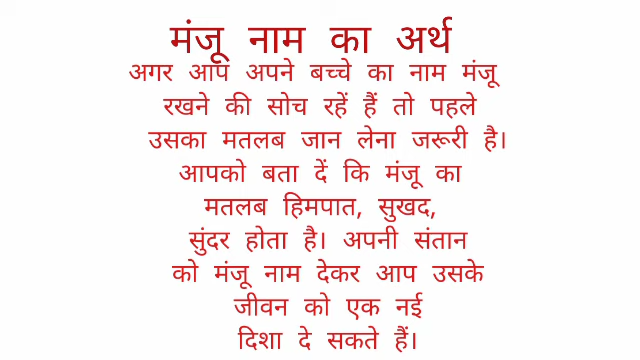 मंजू नाम का अर्थ
अगर आप अपने बच्चे का नाम मंजू
रखने की सोच रहें हैं तो पहले
उसका मतलब जान लेना जरूरी है।
आपको बता दें कि मंजू का
मतलब हिमपात, सुखद,
सुंदर होता है। अपनी संतान
को मंजू नाम देकर आप उसके
जीवन को एक नई
दिशा दे सकते हैं।